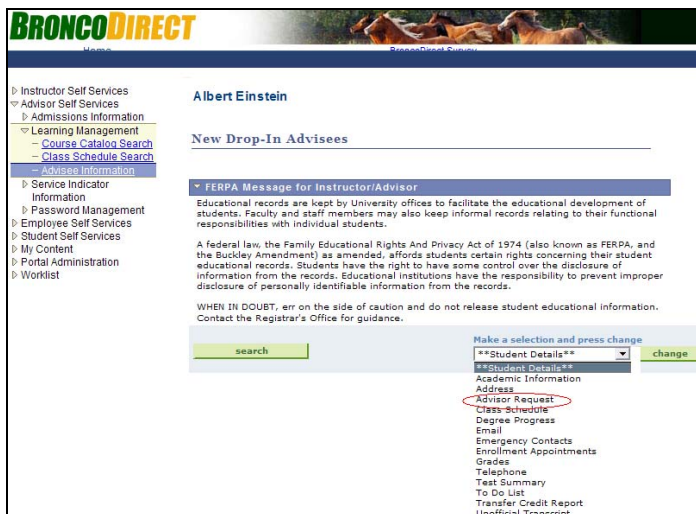 BRONCODIRECT
Home
BroncoDirect Survey
Instructor Self Services
Advisor Self Services
Admissions Information
Learning Management
– Course Catalog Search
– Class Schedule Search
– Advisee Information
Service Indicator
Information
Password Management
Employee Self Services
Student Self Services
My Content
Portal Administration
Worklist
Albert Einstein
New Drop-In Advisees
FERPA Message for Instructor/Advisor
Educational records are kept by University offices to facilitate the educational development of
students. Faculty and staff members may also keep informal records relating to their functional
responsibilities with individual students.
A federal law, the Family Educational Rights And Privacy Act of 1974 (also known as FERPA, and
the Buckley Amendment) as amended, affords students certain rights concerning their student
educational records. Students have the right to have some control over the disclosure of
information from the records. Educational institutions have the responsibility to prevent improper
disclosure of personally identifiable information from the records.
WHEN IN DOUBT, err on the side of caution and do not release student educational information.
Contact the Registrar's Office for guidance.
Make a selection and press change
search
**Student Details**
change
**Student Details**
Academic Information
Address
Advisor Request
Class Schedule
Degree Progress
Email
Emergency Contacts
Enrollment Appointments
Grades
Telephone
Test Summary
To Do List
Transfer Credit Report
Unofficial Transcript